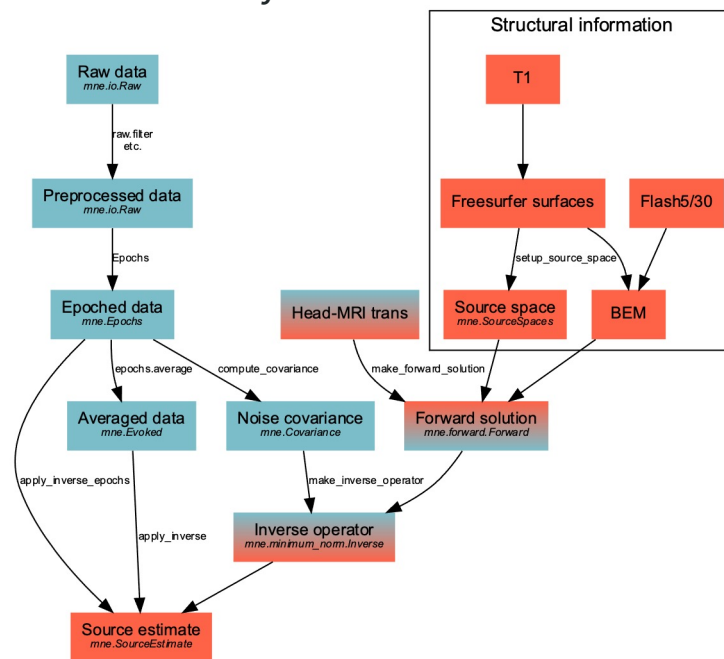 Structural information
Raw data
mne.io.Raw
T1
raw.filter
etc.
Preprocessed data
mne.io.Raw
Freesurfer surfaces
Flash5/30
Epochs
setup_source_space
Epoched data
mne.Epochs
Head-MRI trans
Source space
mne.SourceSpaces
BEM
epochs.average
compute_covariance
make_forward_solution
Averaged data
mne.Evoked
Noise covariance
mne.Covariance
Forward solution
mne.forward.Forward
apply_inverse_epochs
make_inverse_operator
Inverse operator
mne.minimum_norm.Inverse
apply_inverse
Source estimate
mne.SourceEstimate